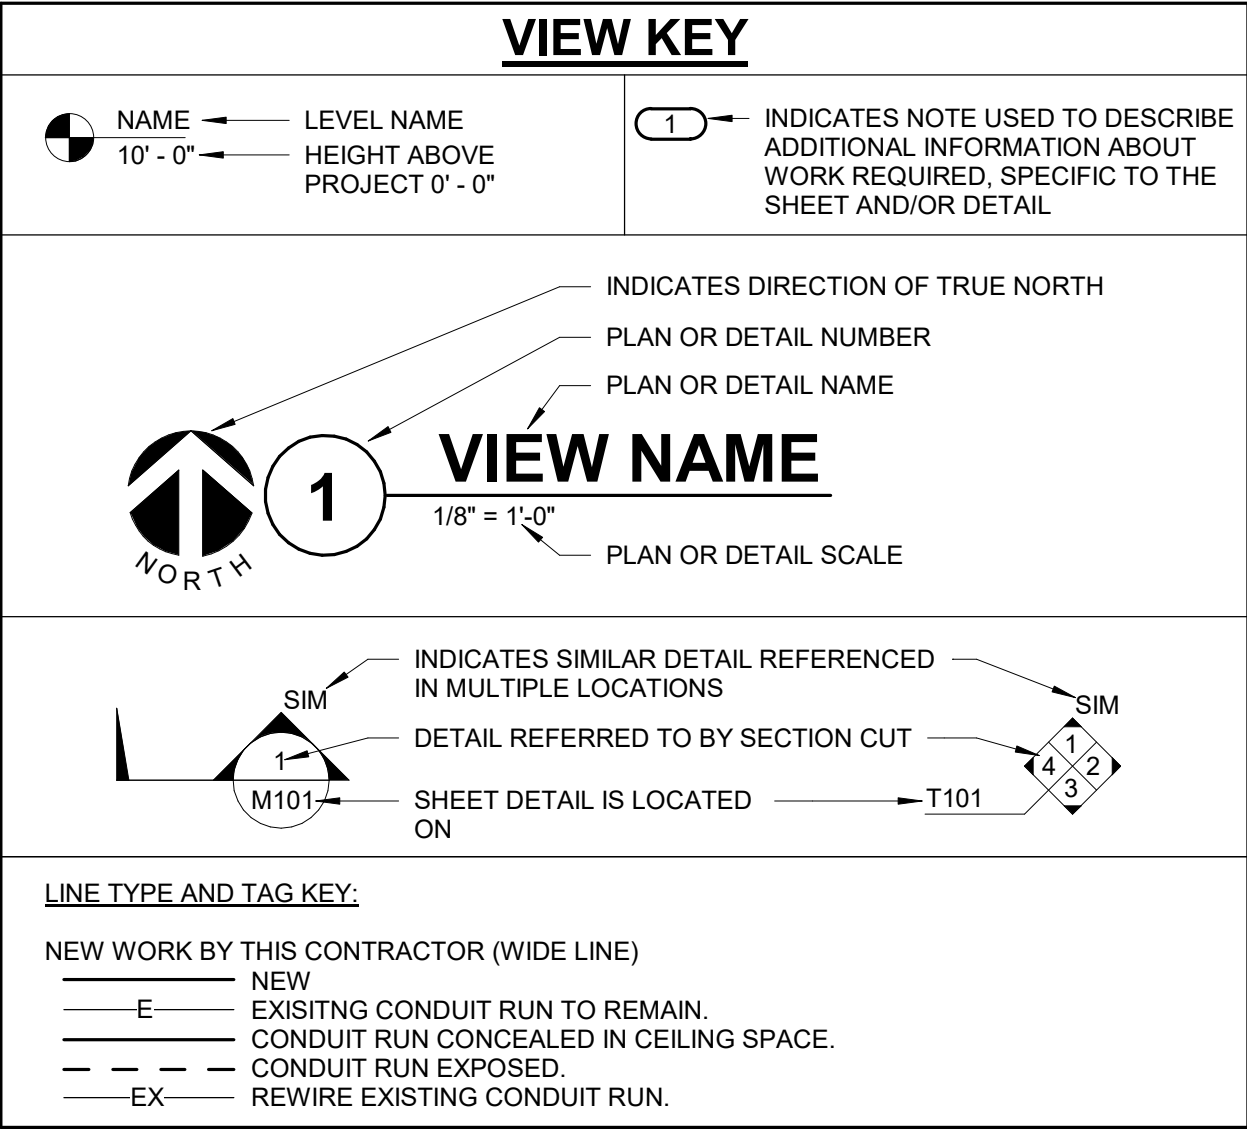 VIEW KEY
NAME
10' - 0"
LEVEL NAME
HEIGHT ABOVE
PROJECT 0' - 0"
1
INDICATES NOTE USED TO DESCRIBE
ADDITIONAL INFORMATION ABOUT
WORK REQUIRED, SPECIFIC TO THE
SHEET AND/OR DETAIL
INDICATES DIRECTION OF TRUE NORTH
PLAN OR DETAIL NUMBER
PLAN OR DETAIL NAME
NORTH
1
VIEW NAME
1/8" = 1'-0"
PLAN OR DETAIL SCALE
INDICATES SIMILAR DETAIL REFERENCED
IN MULTIPLE LOCATIONS
SIM
SIM
DETAIL REFERRED TO BY SECTION CUT
1
M101
SHEET DETAIL IS LOCATED
ON
T101
1
4
2
3
LINE TYPE AND TAG KEY:
NEW WORK BY THIS CONTRACTOR (WIDE LINE)
NEW
E EXISITNG CONDUIT RUN TO REMAIN.
CONDUIT RUN CONCEALED IN CEILING SPACE.
CONDUIT RUN EXPOSED.
EX REWIRE EXISTING CONDUIT RUN.